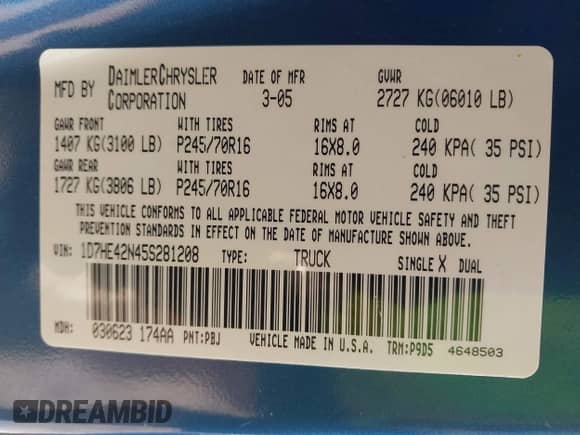 MFD BY DAIMLERCHRYSLER CORPORATION DATE OF MFR 3-05 GVWR 2727 KG(06010 LB)
GAWR FRONT WITH TIRES RIMS AT COLD
1407 KG(3100 LB) P245/70R16 16X8.0 240 KPA( 35 PSI)
GAWR REAR WITH TIRES RIMS AT COLD
1727 KG(3806 LB) P245/70R16 16X8.0 240 KPA( 35 PSI)
THIS VEHICLE CONFORMS TO ALL APPLICABLE FEDERAL MOTOR VEHICLE SAFETY AND THEFT
PREVENTION STANDARDS IN EFFECT ON THE DATE OF MANUFACTURE SHOWN ABOVE.
VIN: 1D7HE42N45S281208 TYPE: TRUCK SINGLE X DUAL
MDH: 030623 174AA PNT:PBJ VEHICLE MADE IN U.S.A. TRM:P9D5 4648503
DREAMBID